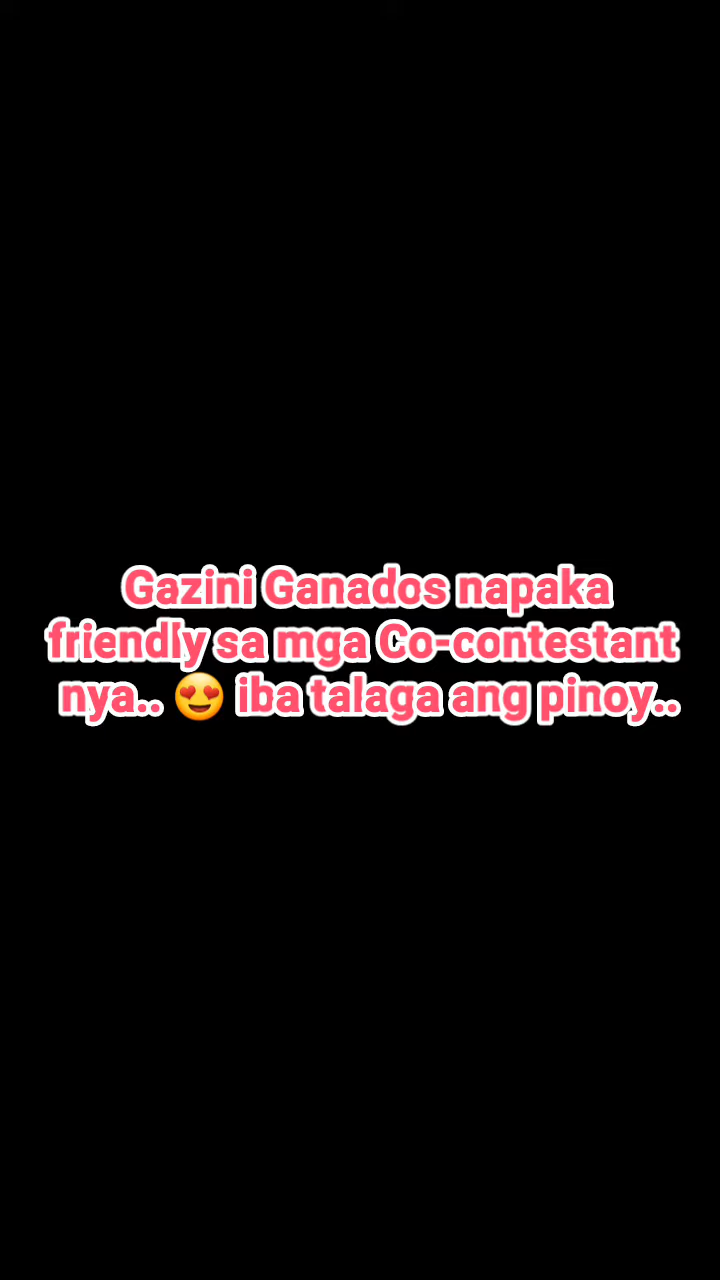 Gazini Ganados napaka
friendly sa mga Co-contestant
nya.. 😍 iba talaga ang pinoy..